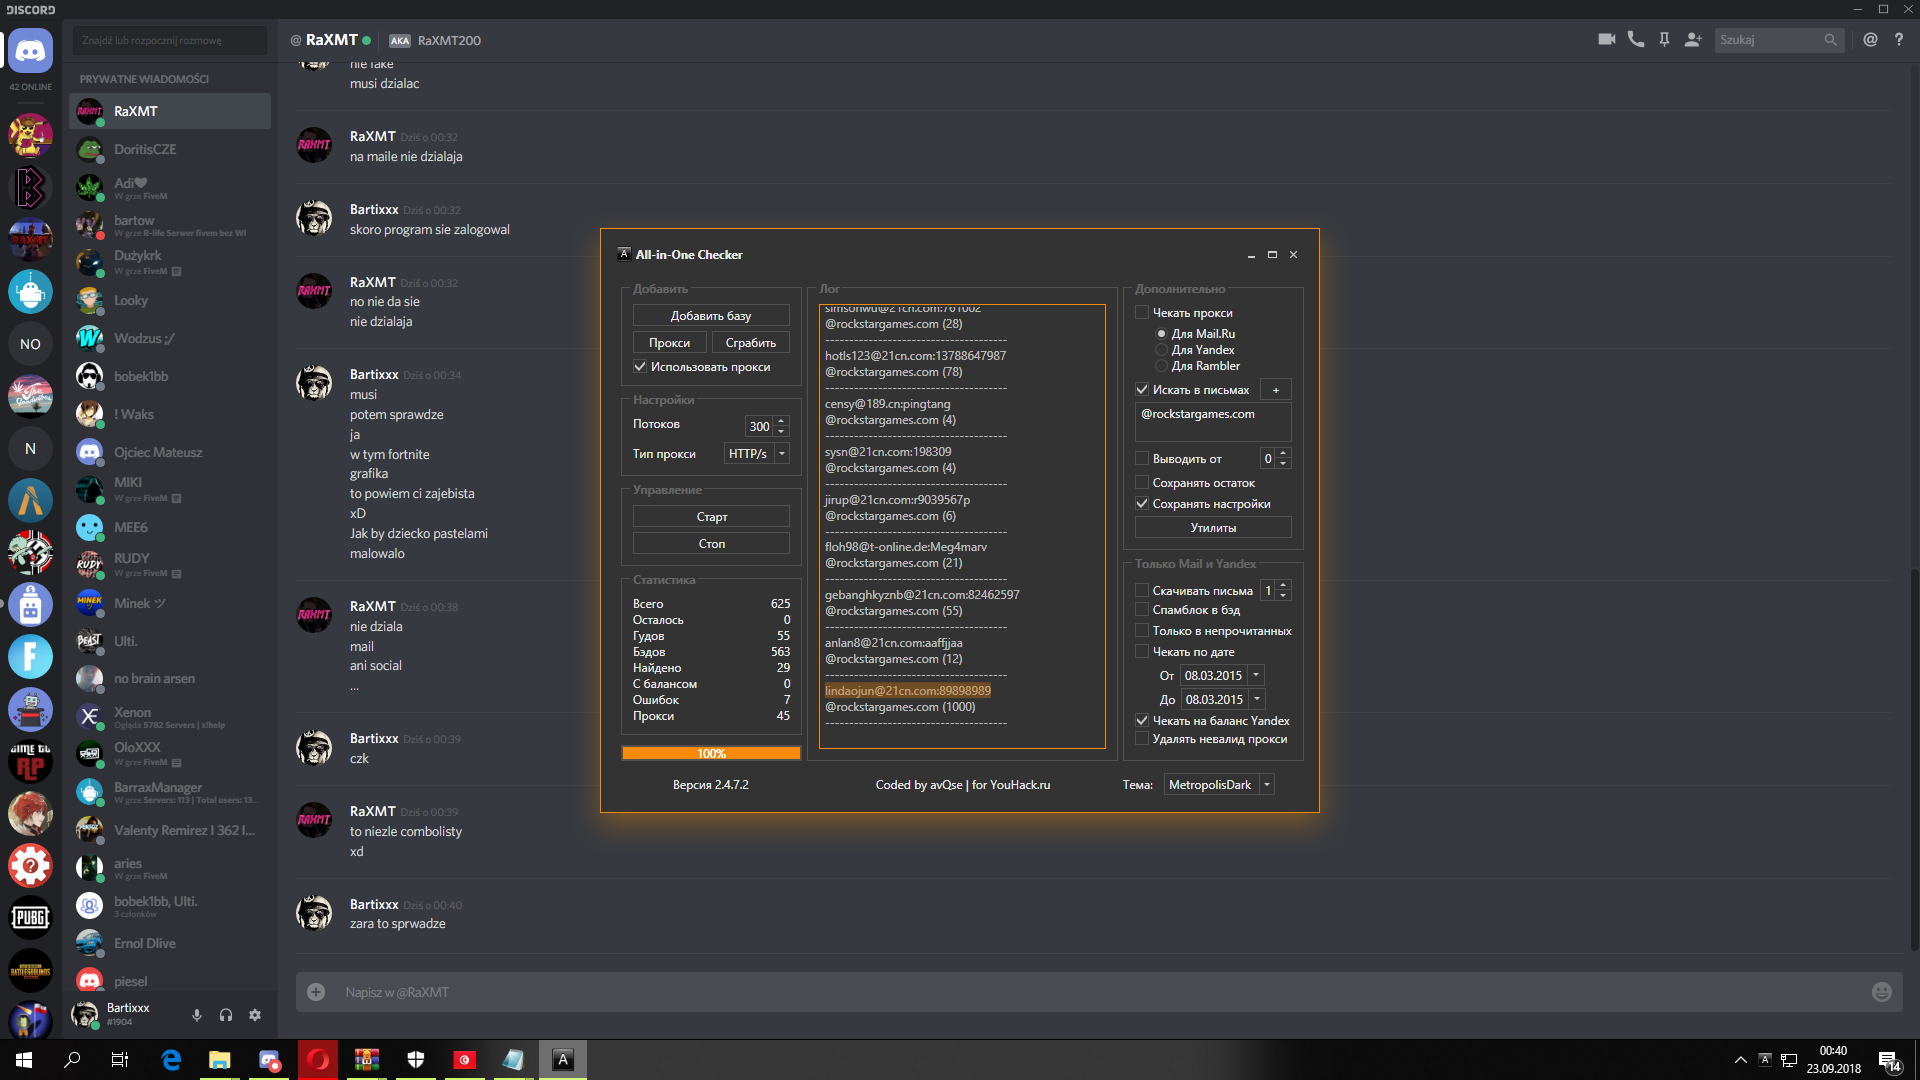 DISCORD
Znajdź lub rozpocznij rozmowę
@ RaXMT AKA RaXMT200
Szukaj
42 ONLINE
NO
N
PRYWATNE WIADOMOŚCI
RaXMT
DoritisCZE
Adi
W grze FiveM
bartow
W grze R-life Serwer fivem bez Wl
Dużykrk
W grze FiveM
Looky
Wodzus ;/
bobek1bb
! Waks
Ojciec Mateusz
MIKI
W grze FiveM
MEE6
RUDY
W grze FiveM
Minek ツ
Ulti.
no brain arsen
Xenon
Ogląda 5782 Servers | x!help
OloXXX
W grze FiveM
BarraxManager
W grze Servers: 113 | Total users: 13...
Valenty Remirez I 362 I...
aries
W grze FiveM
bobek1bb, Ulti.
3 członków
Ernol Dlive
piesel
Bartixxx
#1904
nie fake
musi dzialac
RaXMT Dziś o 00:32
na maile nie dzialaja
Bartixxx Dziś o 00:32
skoro program sie zalogowal
RaXMT Dziś o 00:32
no nie da sie
nie dzialaja
Bartixxx Dziś o 00:34
musi
potem sprawdze
ja
w tym fortnite
grafika
to powiem ci zajebista
xD
Jak by dziecko pastelami
malowalo
RaXMT Dziś o 00:38
nie dziala
mail
ani social
...
Bartixxx Dziś o 00:39
czk
RaXMT Dziś o 00:39
to niezle combolisty
xd
Bartixxx Dziś o 00:40
zara to sprwadze
Napisz w @RaXMT
All-in-One Checker
Добавить
Добавить базу
Прокси
Сграбить
Использовать прокси
Настройки
Потоков 300
Тип прокси HTTP/s
Управление
Старт
Стоп
Статистика
Всего 625
Осталось 0
Гудов 55
Бэдов 563
Найдено 29
С балансом 0
Ошибок 7
Прокси 45
100%
Лог
simsonwu@21cn.com:761002
@rockstargames.com (28)
--------------------------------------
hotls123@21cn.com:13788647987
@rockstargames.com (78)
--------------------------------------
censy@189.cn:pingtang
@rockstargames.com (4)
--------------------------------------
sysn@21cn.com:198309
@rockstargames.com (4)
--------------------------------------
jirup@21cn.com:r9039567p
@rockstargames.com (6)
--------------------------------------
floh98@t-online.de:Meg4marv
@rockstargames.com (21)
--------------------------------------
gebanghkyznb@21cn.com:82462597
@rockstargames.com (55)
--------------------------------------
anlan8@21cn.com:aaffjjaa
@rockstargames.com (12)
--------------------------------------
lindaojun@21cn.com:89898989
@rockstargames.com (1000)
--------------------------------------
Дополнительно
Чекать прокси
Для Mail.Ru
Для Yandex
Для Rambler
Искать в письмах +
@rockstargames.com
Выводить от 0
Сохранять остаток
Сохранять настройки
Утилиты
Только Mail и Yandex
Скачивать письма 1
Спамблок в бэд
Только в непрочитанных
Чекать по дате
От 08.03.2015
До 08.03.2015
Чекать на баланс Yandex
Удалять невалид прокси
Версия 2.4.7.2
Coded by avQse | for YouHack.ru
Тема: MetropolisDark
00:40
23.09.2018
14